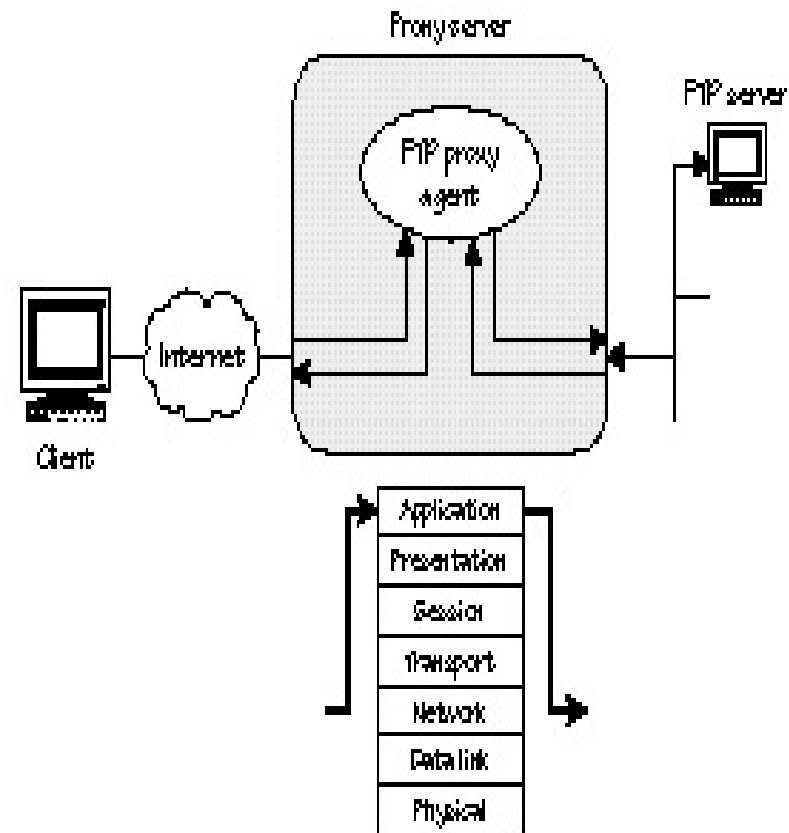 Proxy server
FTP server
FTP proxy
agent
Internet
Client
Application
Presentation
Session
Transport
Network
Data link
Physical